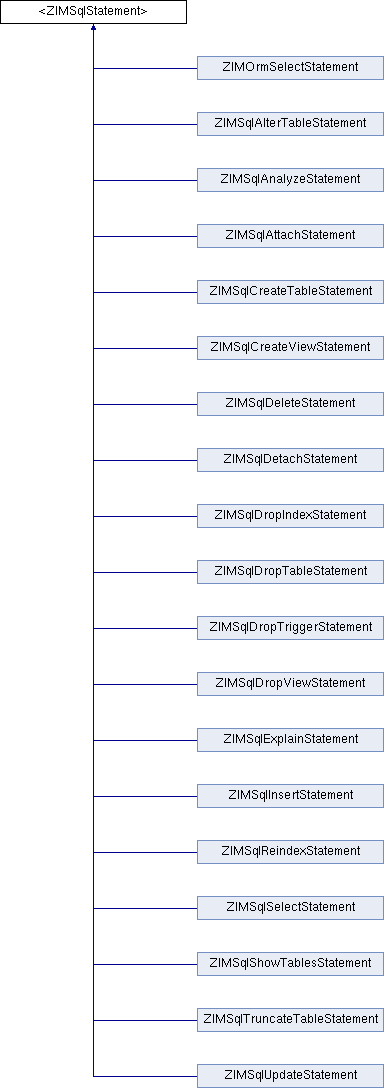 <ZIMSqlStatement>
ZIMOrmSelectStatement
ZIMSqlAlterTableStatement
ZIMSqlAnalyzeStatement
ZIMSqlAttachStatement
ZIMSqlCreateTableStatement
ZIMSqlCreateViewStatement
ZIMSqlDeleteStatement
ZIMSqlDetachStatement
ZIMSqlDropIndexStatement
ZIMSqlDropTableStatement
ZIMSqlDropTriggerStatement
ZIMSqlDropViewStatement
ZIMSqlExplainStatement
ZIMSqlInsertStatement
ZIMSqlReindexStatement
ZIMSqlSelectStatement
ZIMSqlShowTablesStatement
ZIMSqlTruncateTableStatement
ZIMSqlUpdateStatement